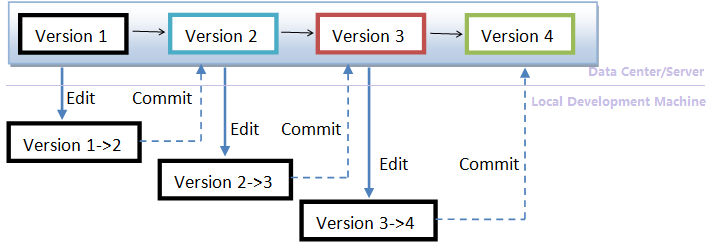 Version 1
Version 2
Version 3
Version 4
Data Center/Server
Local Development Machine
Edit
Commit
Version 1->2
Edit
Commit
Version 2->3
Edit
Commit
Version 3->4